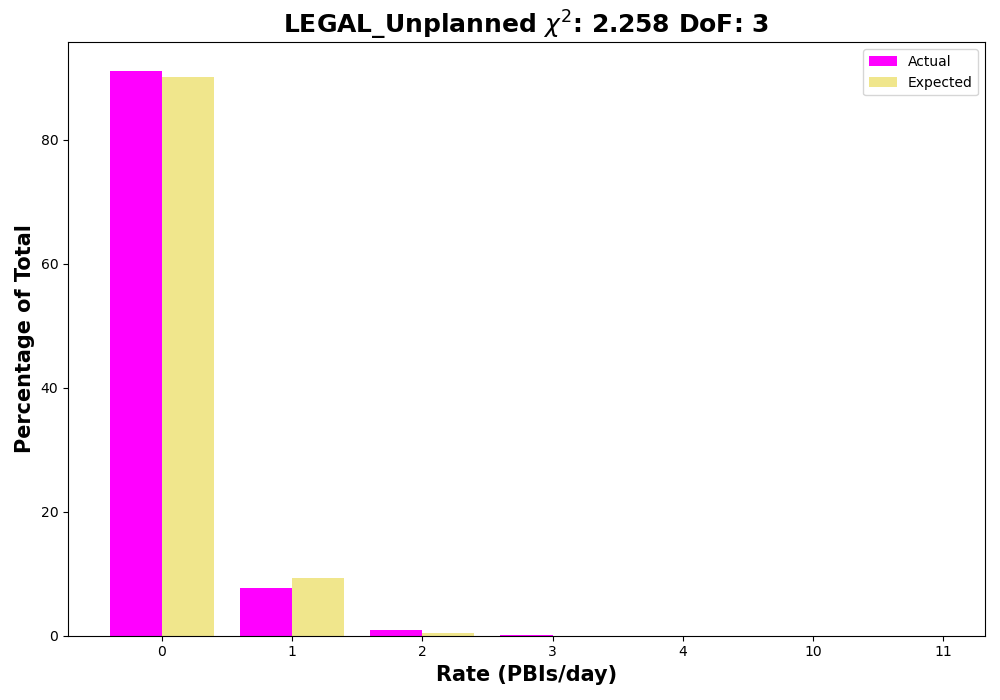 LEGAL_Unplanned χ²: 2.258 DoF: 3
Actual
Expected
Percentage of Total
80
60
40
20
0
0 1 2 3 4 10 11
Rate (PBIs/day)